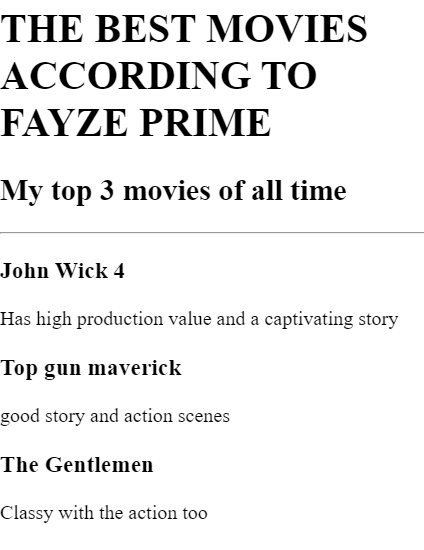 THE BEST MOVIES
ACCORDING TO
FAYZE PRIME
My top 3 movies of all time
John Wick 4
Has high production value and a captivating story
Top gun maverick
good story and action scenes
The Gentlemen
Classy with the action too